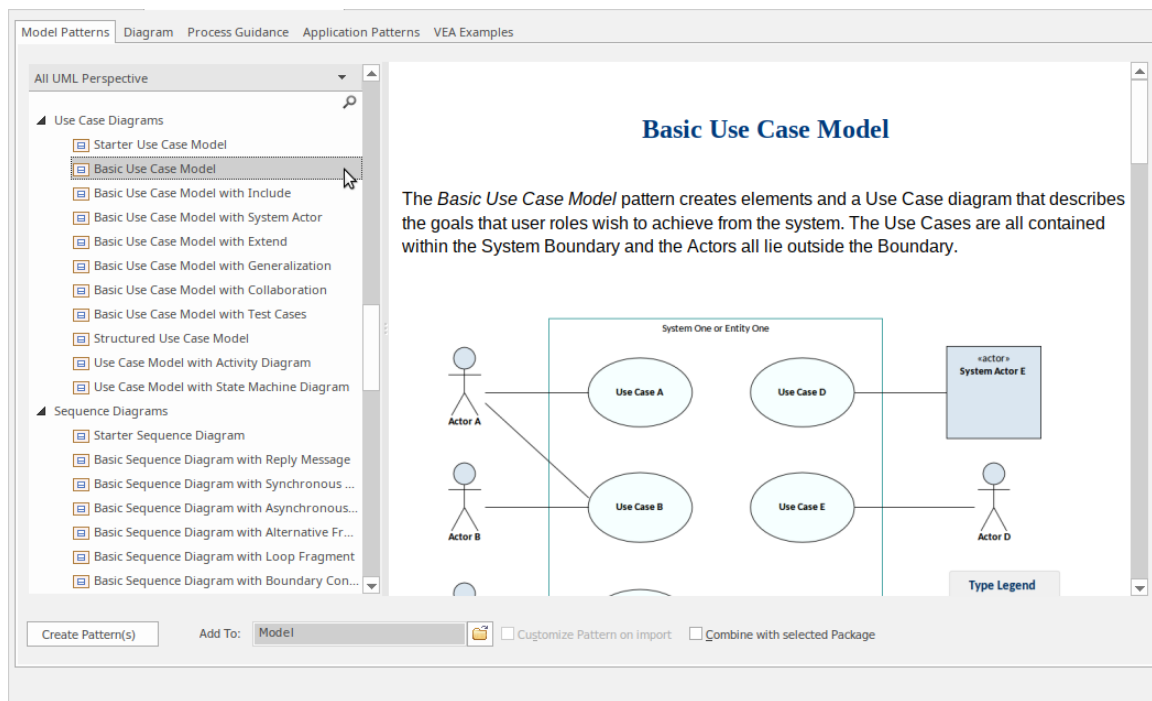 Model Patterns Diagram Process Guidance Application Patterns VEA Examples
All UML Perspective
Use Case Diagrams
Starter Use Case Model
Basic Use Case Model
Basic Use Case Model with Include
Basic Use Case Model with System Actor
Basic Use Case Model with Extend
Basic Use Case Model with Generalization
Basic Use Case Model with Collaboration
Basic Use Case Model with Test Cases
Structured Use Case Model
Use Case Model with Activity Diagram
Use Case Model with State Machine Diagram
Sequence Diagrams
Starter Sequence Diagram
Basic Sequence Diagram with Reply Message
Basic Sequence Diagram with Synchronous ...
Basic Sequence Diagram with Asynchronous...
Basic Sequence Diagram with Alternative Fr...
Basic Sequence Diagram with Loop Fragment
Basic Sequence Diagram with Boundary Con...
Basic Use Case Model
The Basic Use Case Model pattern creates elements and a Use Case diagram that describes
the goals that user roles wish to achieve from the system. The Use Cases are all contained
within the System Boundary and the Actors all lie outside the Boundary.
System One or Entity One
«actor»
System Actor E
Use Case A
Use Case D
Actor A
Use Case B
Use Case E
Actor B
Actor D
Type Legend
Create Pattern(s)
Add To:
Model
Customize Pattern on import
Combine with selected Package